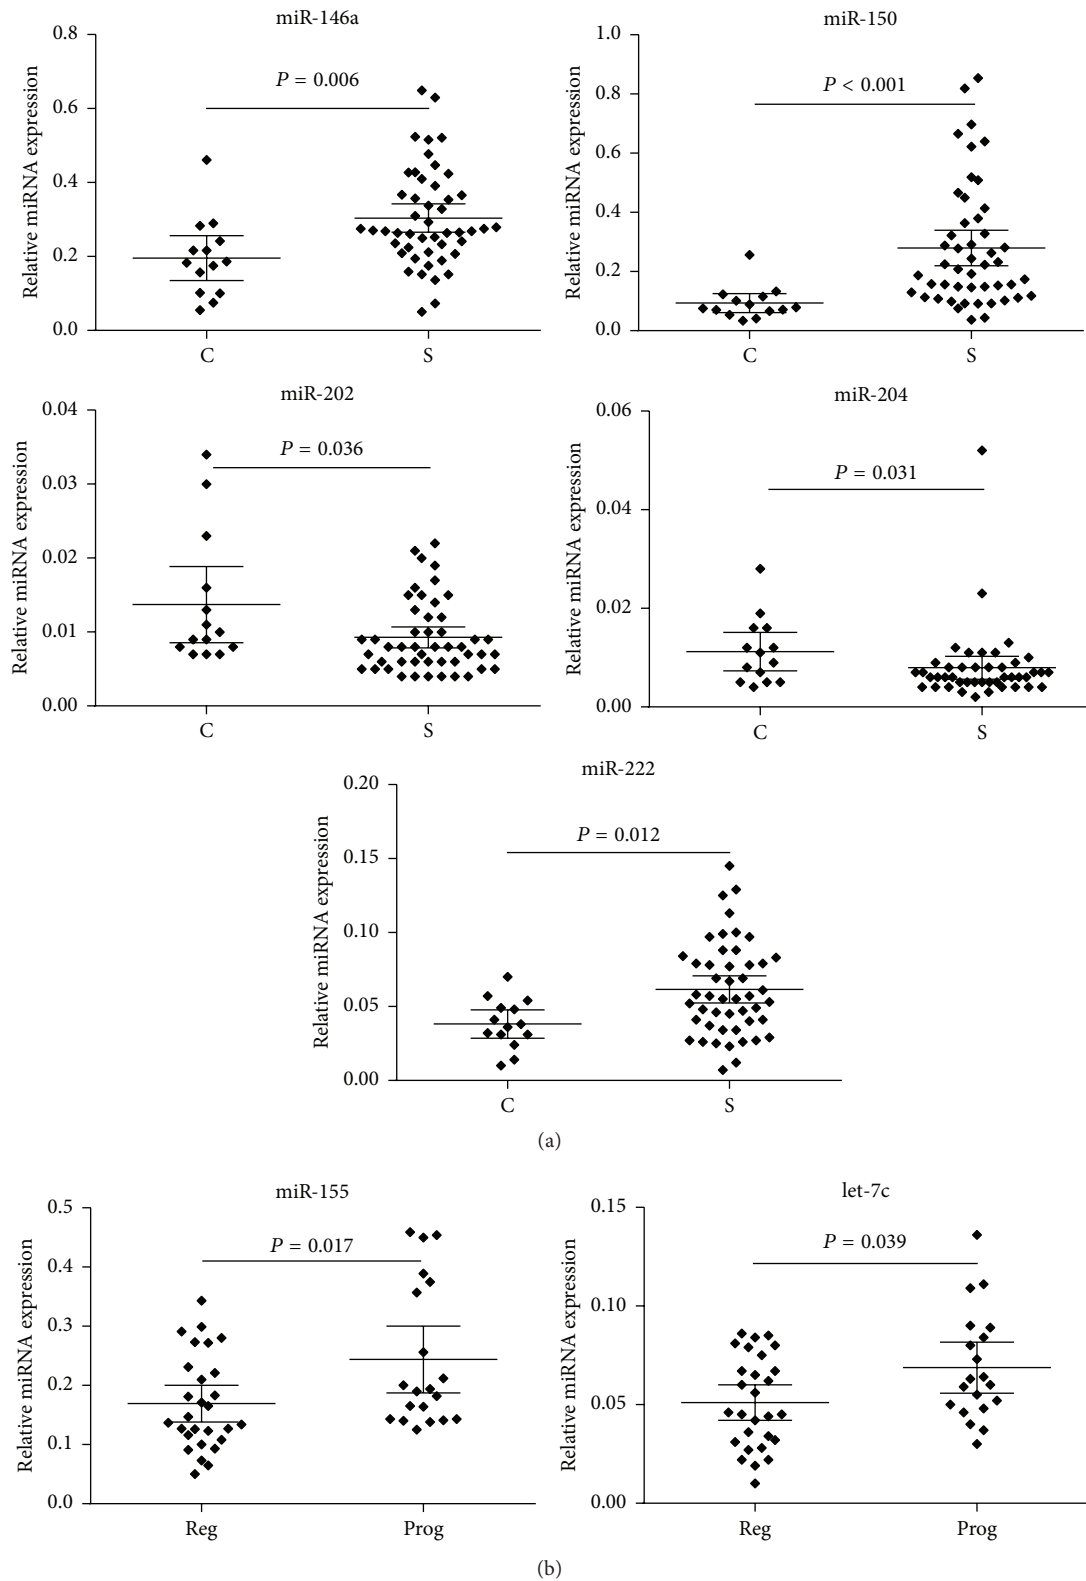 miR-146a
P = 0.006
Relative miRNA expression
0.8
0.6
0.4
0.2
0.0
C
S
miR-150
P < 0.001
Relative miRNA expression
1.0
0.8
0.6
0.4
0.2
0.0
C
S
miR-202
P = 0.036
Relative miRNA expression
0.04
0.03
0.02
0.01
0.00
C
S
miR-204
P = 0.031
Relative miRNA expression
0.06
0.04
0.02
0.00
C
S
miR-222
P = 0.012
Relative miRNA expression
0.20
0.15
0.10
0.05
0.00
C
S
(a)
miR-155
P = 0.017
Relative miRNA expression
0.5
0.4
0.3
0.2
0.1
0.0
Reg
Prog
let-7c
P = 0.039
Relative miRNA expression
0.15
0.10
0.05
0.00
Reg
Prog
(b)